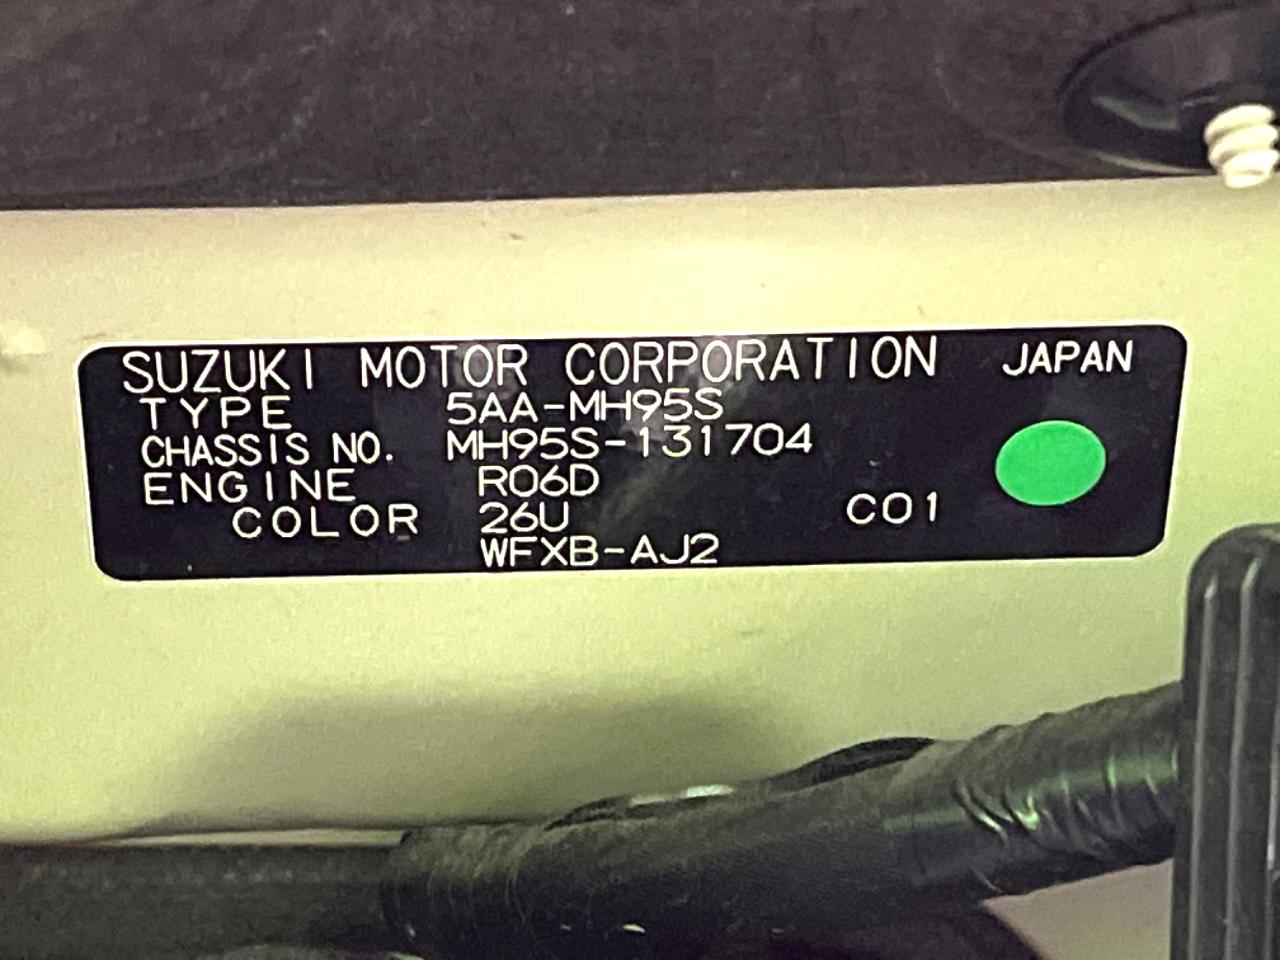 SUZUKI MOTOR CORPORATION JAPAN
TYPE 5AA-MH95S
CHASSIS NO. MH95S-131704
ENGINE R06D
COLOR 26U C01
WFXB-AJ2